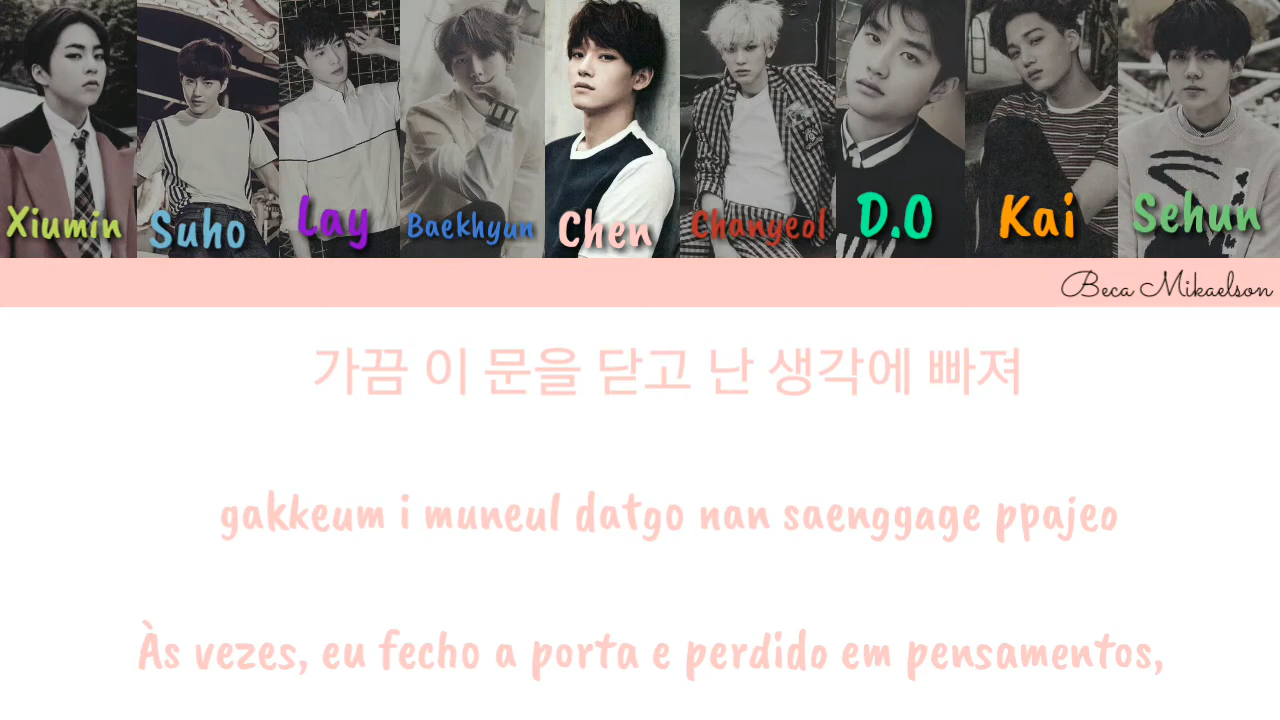 Xiumin
Suho
Lay
Baekhyun
Chen
Chanyeol
D.O
Kai
Sehun
Beca Mikaelson
가끔 이 문을 닫고 난 생각에 빠져
gakkeum i muneul datgo nan saenggage ppajeo
Às vezes, eu fecho a porta e perdido em pensamentos,